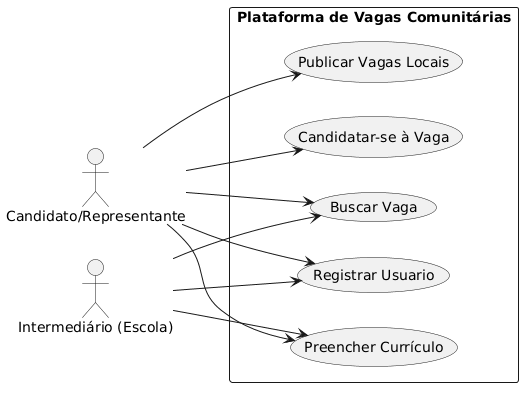 Plataforma de Vagas Comunitárias
Publicar Vagas Locais
Candidatar-se à Vaga
Candidato/Representante
Buscar Vaga
Registrar Usuario
Intermediário (Escola)
Preencher Currículo